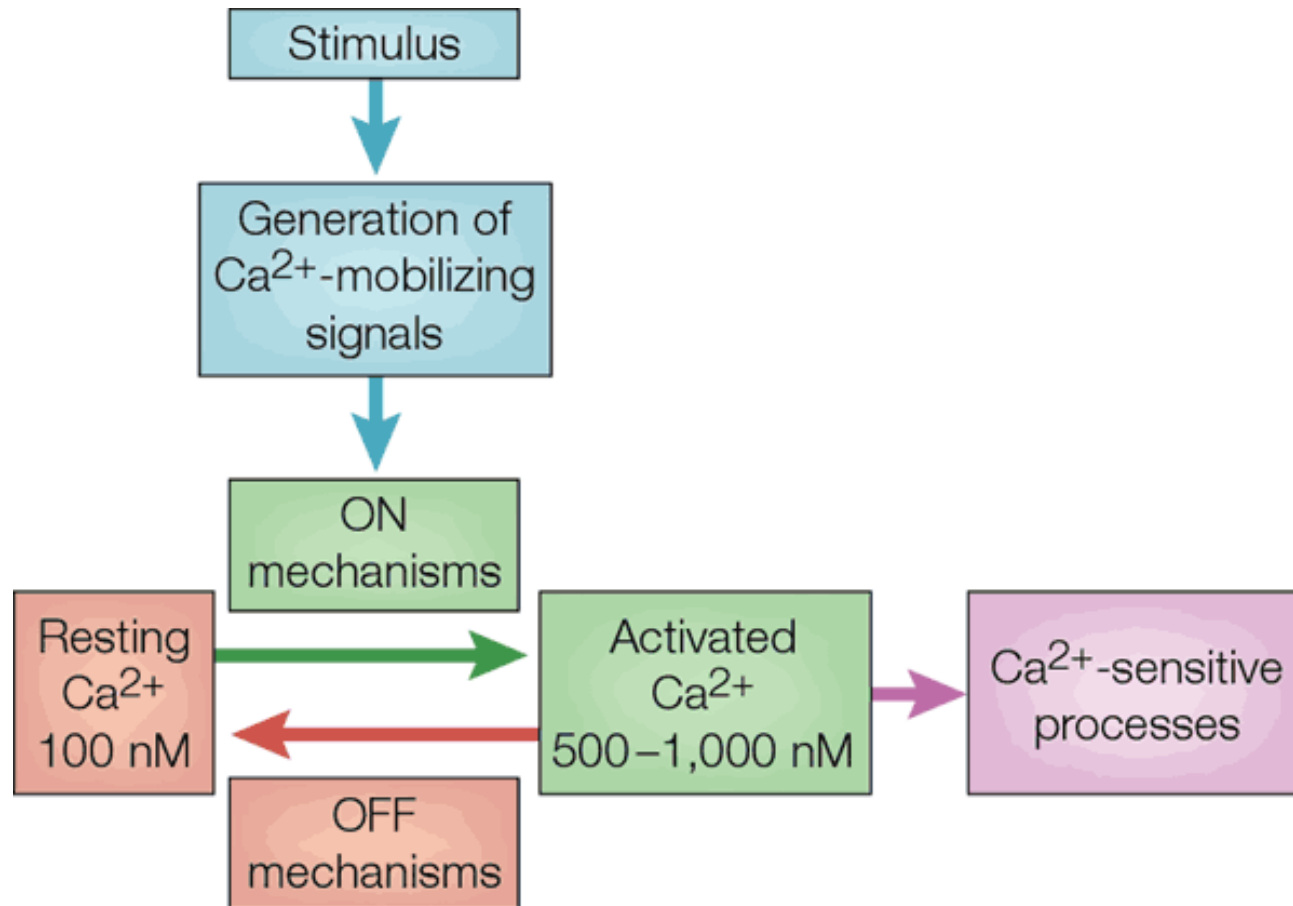 Stimulus
Generation of
Ca²⁺-mobilizing
signals
ON
mechanisms
Resting
Ca²⁺
100 nM
Activated
Ca²⁺
500–1,000 nM
Ca²⁺-sensitive
processes
OFF
mechanisms